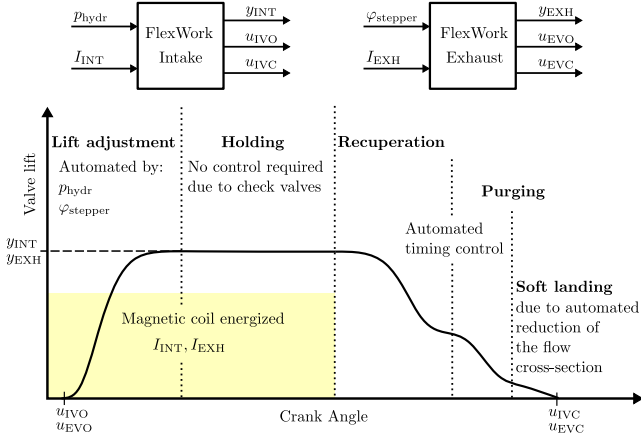 p_hydr
I_INT
FlexWork
Intake
y_INT
u_IVO
u_IVC
φ_stepper
I_EXH
FlexWork
Exhaust
y_EXH
u_EVO
u_EVC
Valve lift
Lift adjustment
Automated by:
p_hydr
φ_stepper
Holding
No control required
due to check valves
Recuperation
Automated
timing control
Purging
Soft landing
due to automated
reduction of
the flow
cross-section
y_INT
y_EXH
Magnetic coil energized
I_INT, I_EXH
u_IVO
u_EVO
Crank Angle
u_IVC
u_EVC